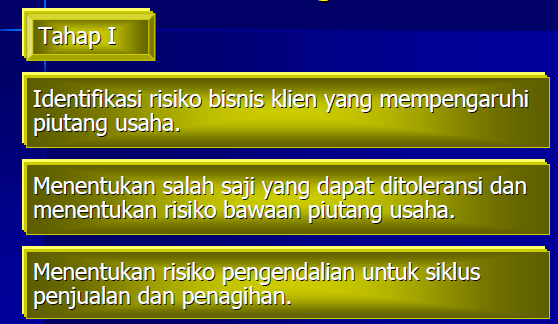 Tahap I
Identifikasi risiko bisnis klien yang mempengaruhi
piutang usaha.
Menentukan salah saji yang dapat ditoleransi dan
menentukan risiko bawaan piutang usaha.
Menentukan risiko pengendalian untuk siklus
penjualan dan penagihan.